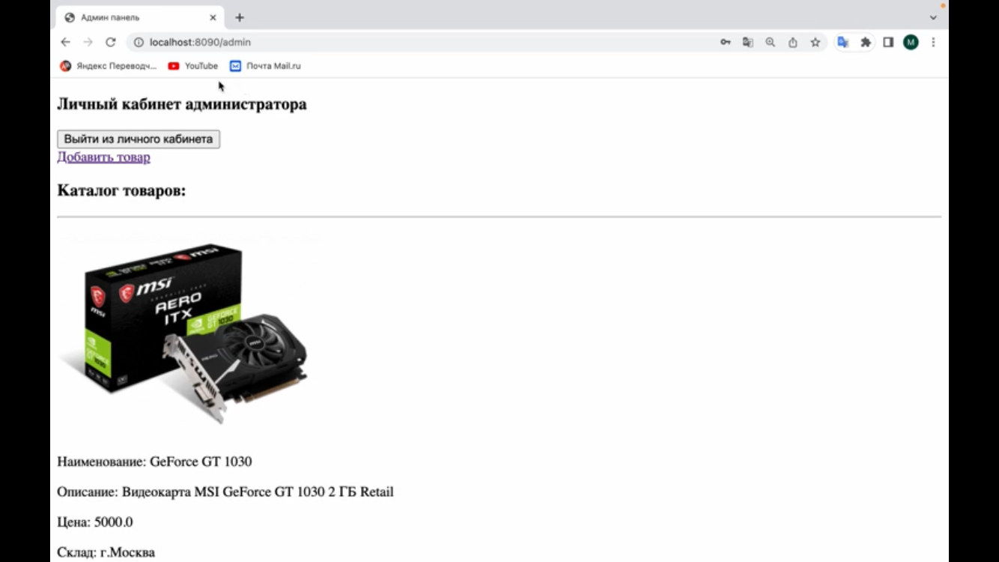 Админ панель
localhost:8090/admin
M
Яндекс Переводч...
YouTube
Почта Mail.ru
Личный кабинет администратора
Выйти из личного кабинета
Добавить товар
Каталог товаров:
msi
AERO
ITX
GEFORCE
GT 1030
msi
msi
Наименование: GeForce GT 1030
Описание: Видеокарта MSI GeForce GT 1030 2 ГБ Retail
Цена: 5000.0
Склад: г.Москва